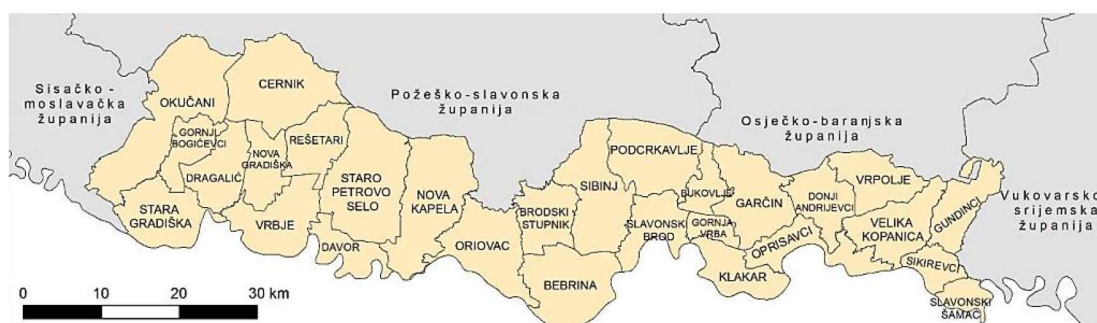 Sisačko-
moslavačka
županija
Požeško-slavonska
županija
Osječko-baranjska
županija
Vukovarsko-
srijemska
županija
OKUČANI
CERNIK
GORNJI
BOGIĆEVCI
DRAGALIĆ
NOVA
GRADIŠKA
REŠETARI
STARA
GRADIŠKA
VRBJE
STARO
PETROVO
SELO
DAVOR
NOVA
KAPELA
ORIOVAC
BRODSKI
STUPNIK
SIBINJ
BEBRINA
PODCRKAVLJE
SLAVONSKI
BROD
BUKOVLJE
GORNJA
VRBA
GARČIN
KLAKAR
OPRISAVCI
DONJI
ANDRIJEVCI
VRPOLJE
VELIKA
KOPANICA
GUNDINCI
SIKIREVCI
SLAVONSKI
ŠAMAC
0 10 20 30 km